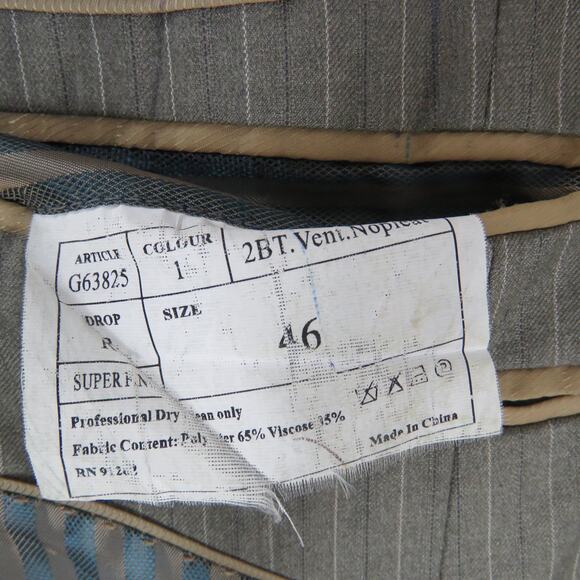 ARTICLE
G63825
COLOUR
1
2BT.Vent.Nopleat
DROP
R
SIZE
46
Professional Dry Clean only
Fabric Content: Polyester 65% Viscose 35%
Made In China